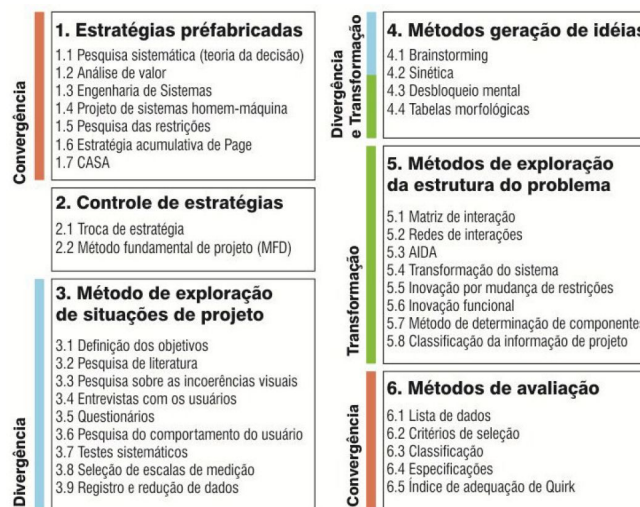 Convergência
1. Estratégias préfabricadas
1.1 Pesquisa sistemática (teoria da decisão)
1.2 Análise de valor
1.3 Engenharia de Sistemas
1.4 Projeto de sistemas homem-máquina
1.5 Pesquisa das restrições
1.6 Estratégia acumulativa de Page
1.7 CASA
2. Controle de estratégias
2.1 Troca de estratégia
2.2 Método fundamental de projeto (MFD)
Divergência
3. Método de exploração
de situações de projeto
3.1 Definição dos objetivos
3.2 Pesquisa de literatura
3.3 Pesquisa sobre as incoerências visuais
3.4 Entrevistas com os usuários
3.5 Questionários
3.6 Pesquisa do comportamento do usuário
3.7 Testes sistemáticos
3.8 Seleção de escalas de medição
3.9 Registro e redução de dados
Divergência
e Transformação
4. Métodos geração de idéias
4.1 Brainstorming
4.2 Sinética
4.3 Desbloqueio mental
4.4 Tabelas morfológicas
Transformação
5. Métodos de exploração
da estrutura do problema
5.1 Matriz de interação
5.2 Redes de interações
5.3 AIDA
5.4 Transformação do sistema
5.5 Inovação por mudança de restrições
5.6 Inovação funcional
5.7 Método de determinação de componentes
5.8 Classificação da informação de projeto
Convergência
6. Métodos de avaliação
6.1 Lista de dados
6.2 Critérios de seleção
6.3 Classificação
6.4 Especificações
6.5 Índice de adequação de Quirk